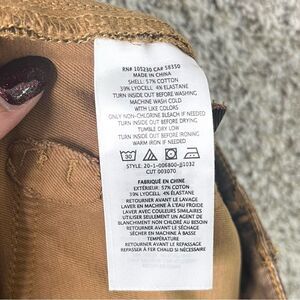 RN# 105230 CA# 58350
MADE IN CHINA
SHELL: 57% COTTON
39% LYOCELL 4% ELASTANE
TURN INSIDE OUT BEFORE WASHING
MACHINE WASH COLD
WITH LIKE COLORS
ONLY NON-CHLORINE BLEACH IF NEEDED
TURN INSIDE OUT BEFORE DRYING
TUMBLE DRY LOW
TURN INSIDE OUT BEFORE IRONING
WARM IRON IF NEEDED
STYLE: 20-1-006800-JJ1032
CUT 003070
FABRIQUÉ EN CHINE
EXTÉRIEUR: 57% COTON
39% LYOCELL 4% ÉLASTANE
RETOURNER AVANT LE LAVAGE
LAVER EN MACHINE À L'EAU FROIDE
LAVER AVEC COULEURS SIMILAIRES
UTILISER SEULEMENT UN AGENT DE
BLANCHIMENT NON CHLORÉ AU BESOIN
RETOURNER AVANT LE SÉCHAGE
SÉCHER À MACHINE À BASSE
TEMPÉRATURE
RETOURNER AVANT LE REPASSAGE
REPASSER À FER CHAUD SI NÉCESSAIRE